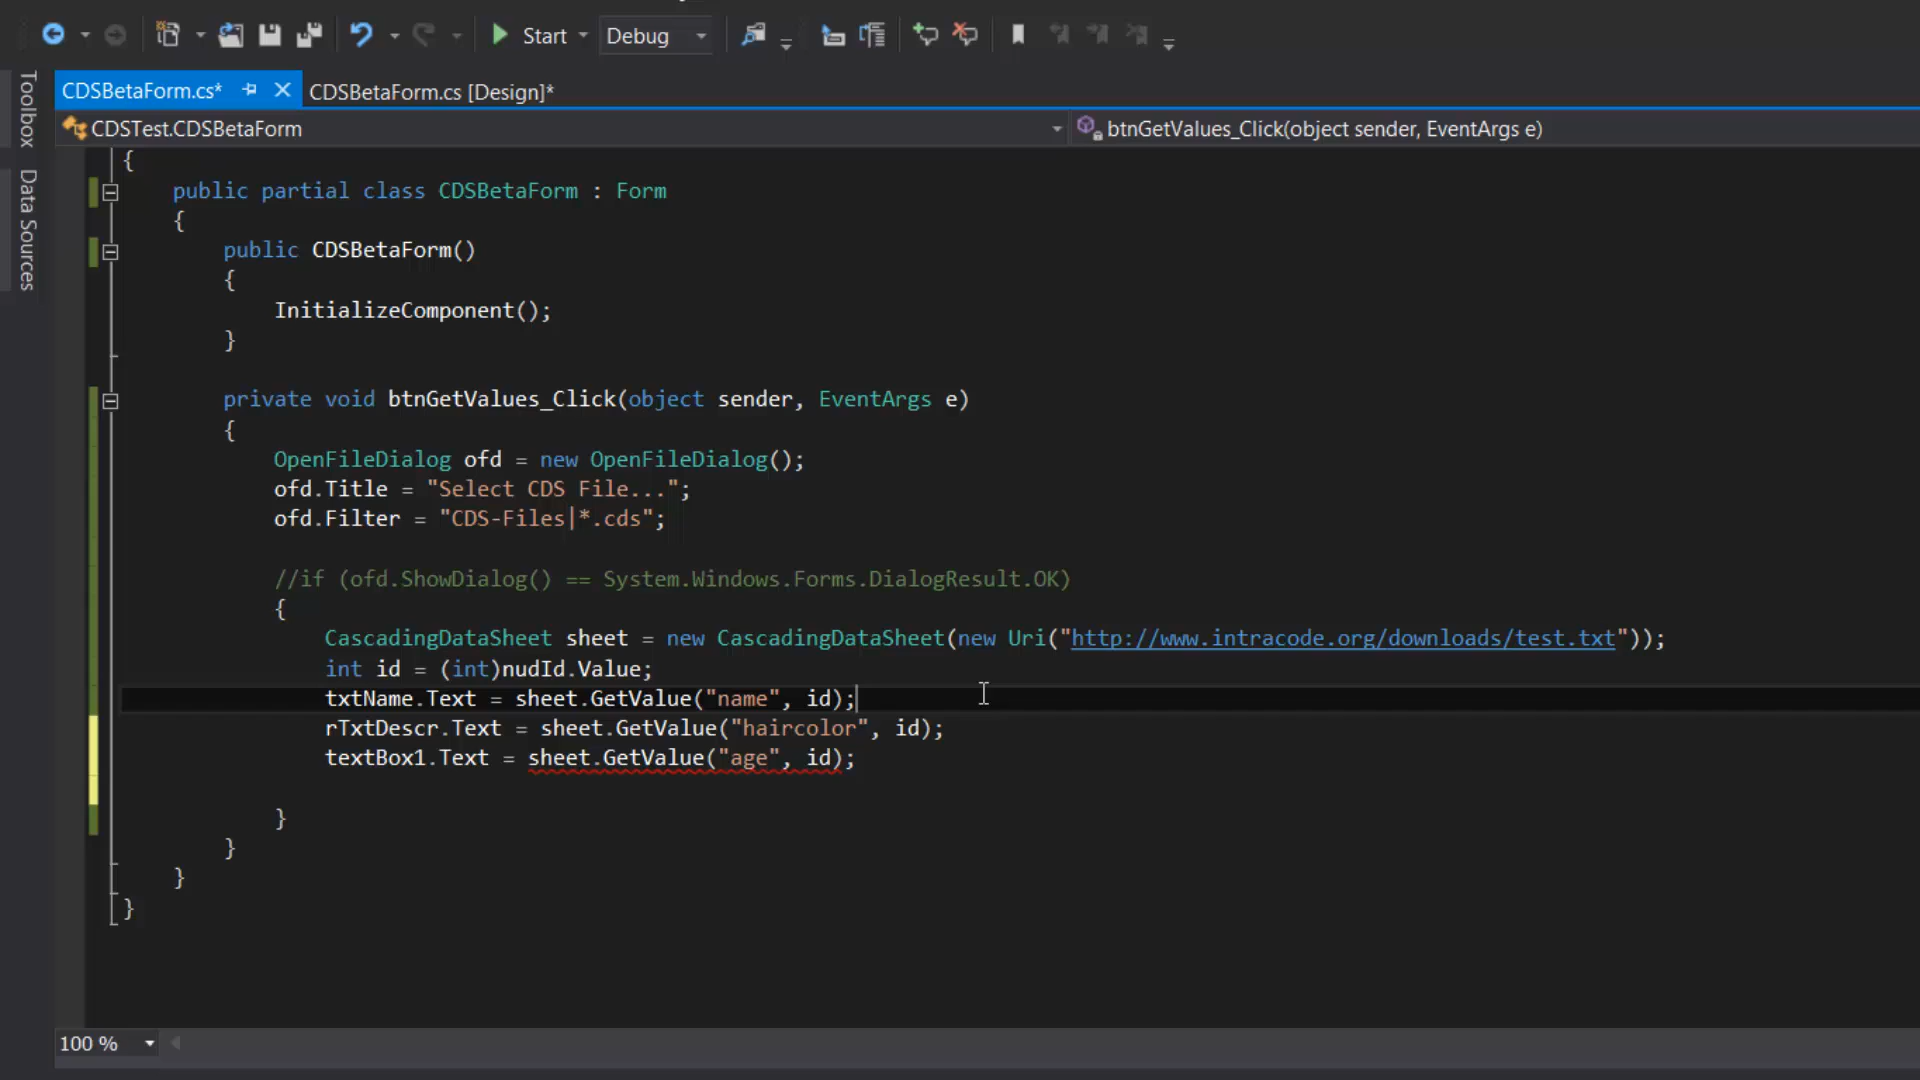 Start Debug
Toolbox
Data Sources
CDSBetaForm.cs* CDSBetaForm.cs [Design]*
CDSTest.CDSBetaForm btnGetValues_Click(object sender, EventArgs e)
{
public partial class CDSBetaForm : Form
{
public CDSBetaForm()
{
InitializeComponent();
}
private void btnGetValues_Click(object sender, EventArgs e)
{
OpenFileDialog ofd = new OpenFileDialog();
ofd.Title = "Select CDS File...";
ofd.Filter = "CDS-Files|*.cds";
//if (ofd.ShowDialog() == System.Windows.Forms.DialogResult.OK)
{
CascadingDataSheet sheet = new CascadingDataSheet(new Uri("http://www.intracode.org/downloads/test.txt"));
int id = (int)nudId.Value;
txtName.Text = sheet.GetValue("name", id);
rTxtDescr.Text = sheet.GetValue("haircolor", id);
textBox1.Text = sheet.GetValue("age", id);
}
}
}
}
100 %